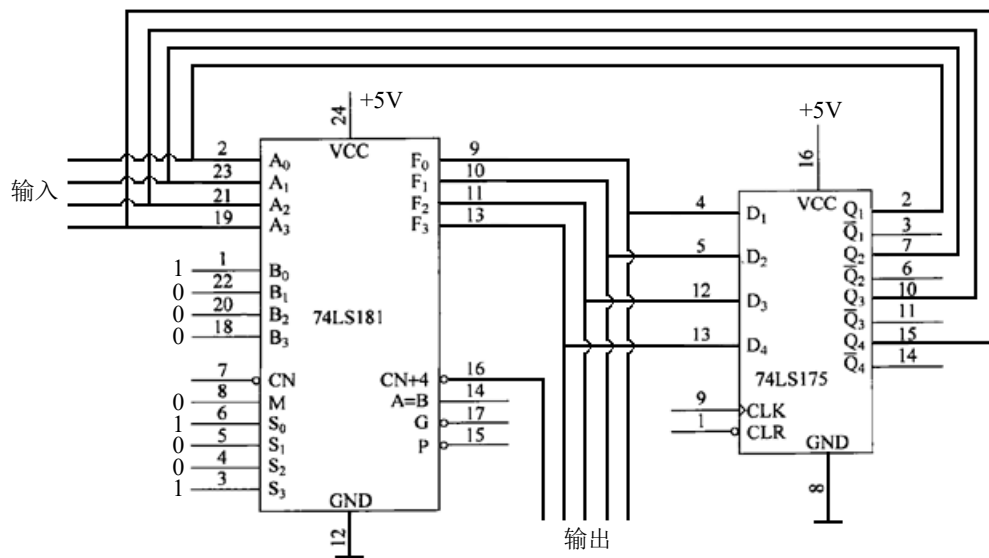 +5V
24
VCC
输入
2 A0
23 A1
21 A2
19 A3
1 1 B0
0 22 B1
0 20 B2
0 18 B3
7 CN
0 8 M
1 6 S0
0 5 S1
0 4 S2
1 3 S3
74LS181
F0 9
F1 10
F2 11
F3 13
CN+4 16
A=B 14
G 17
P 15
GND
12
输出
+5V
16
VCC
4 D1
5 D2
12 D3
13 D4
Q1 2
Q̅1 3
Q2 7
Q̅2 6
Q3 10
Q̅3 11
Q4 15
Q̅4 14
74LS175
9 CLK
1 CLR
GND
8